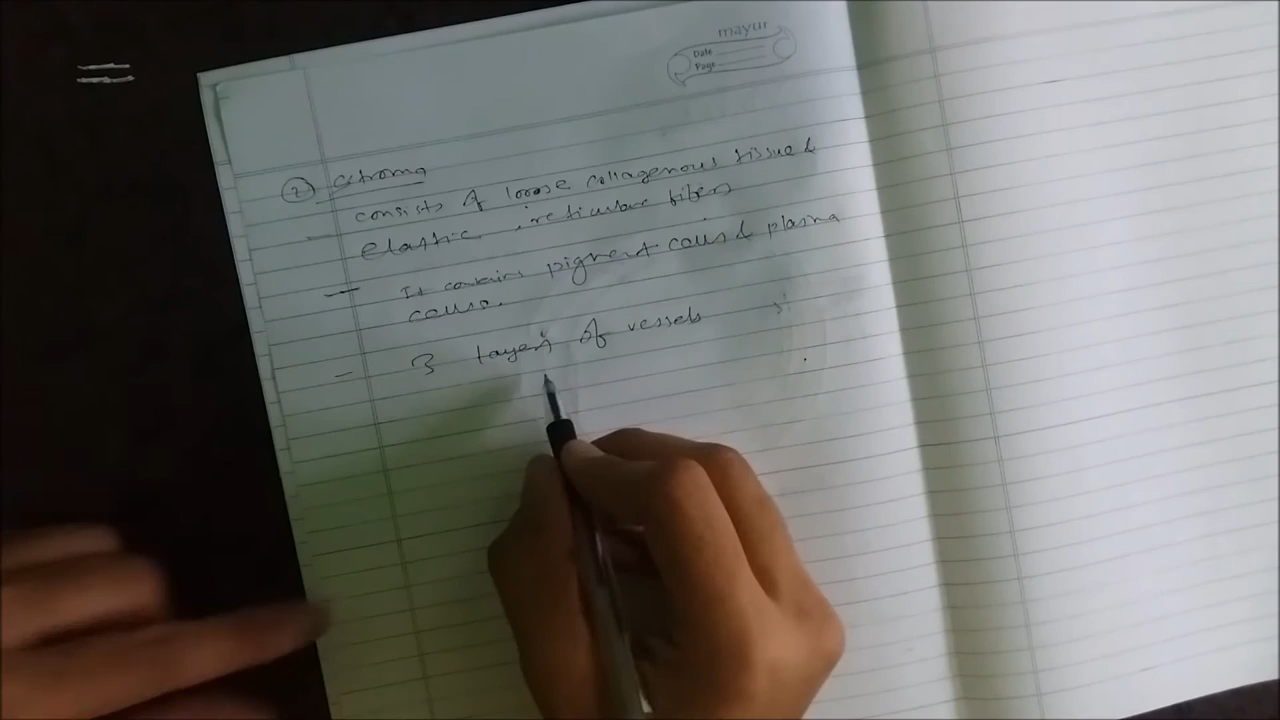 mayur
Date
Page
② stroma
consists of loose collagenous tissue &
elastic, reticular fibers
— It contains pigment cells & plasma
cells.
— 3 layers of vessels